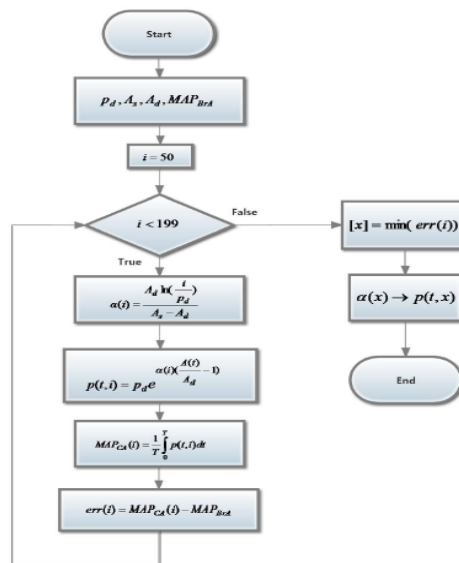 Start
p_d, A_s, A_d, MAP_BrA
i = 50
i < 199
False
True
α(i) = A_d ln(i/p_d) / (A_s − A_d)
p(t,i) = p_d e^{α(i)(A(t)/A_d − 1)}
MAP_CA(i) = 1/T ∫_0^T p(t,i)dt
err(i) = MAP_CA(i) − MAP_BrA
[x] = min( err(i))
α(x) → p(t,x)
End